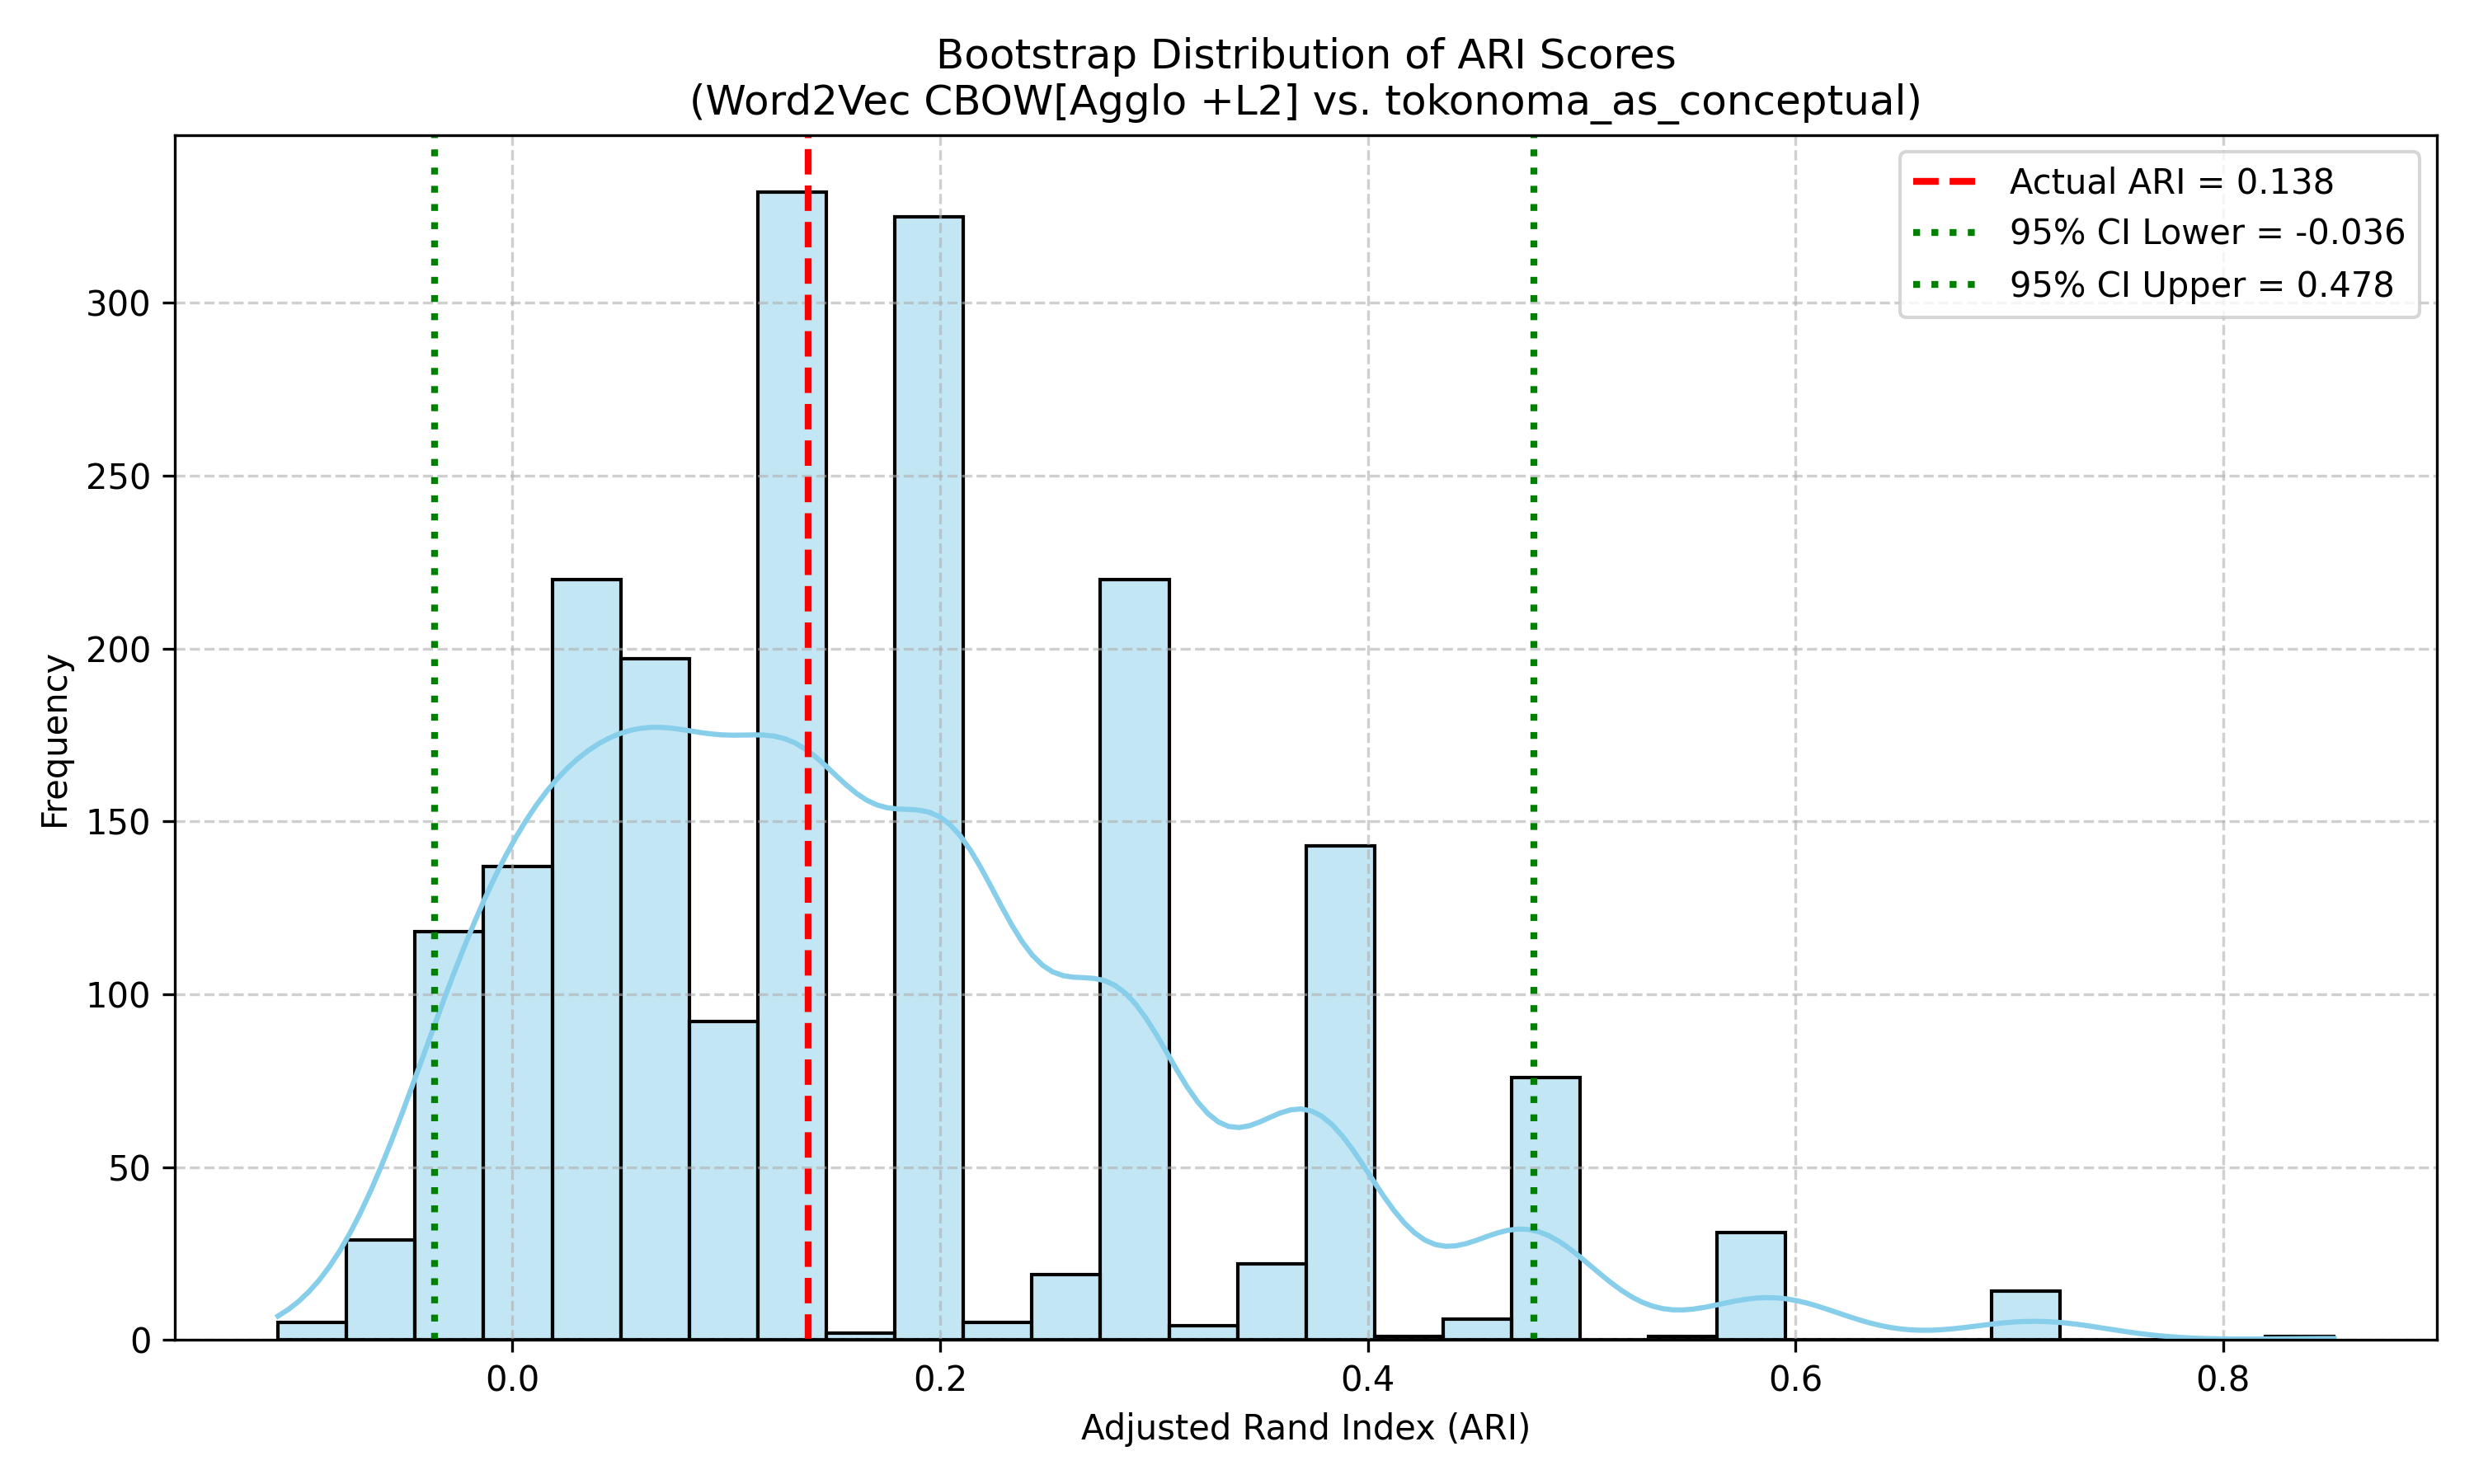 Bootstrap Distribution of ARI Scores
(Word2Vec CBOW[Agglo +L2] vs. tokonoma_as_conceptual)
Actual ARI = 0.138
95% CI Lower = -0.036
95% CI Upper = 0.478
Frequency
300
250
200
150
100
50
0
0.0 0.2 0.4 0.6 0.8
Adjusted Rand Index (ARI)